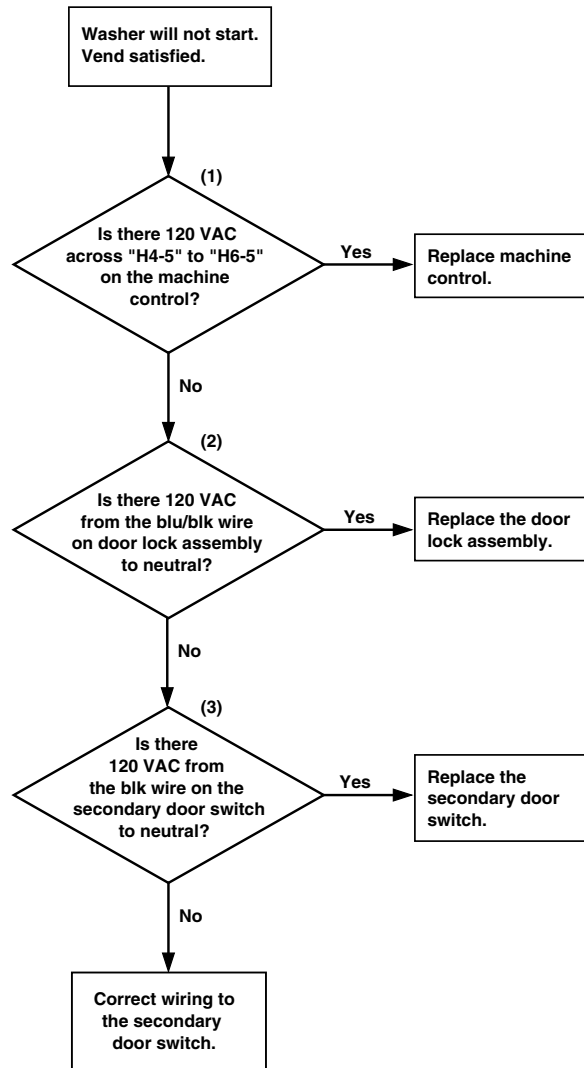 Washer will not start.
Vend satisfied.
(1)
Is there 120 VAC
across "H4-5" to "H6-5"
on the machine
control?
Yes
Replace machine
control.
No
(2)
Is there 120 VAC
from the blu/blk wire
on door lock assembly
to neutral?
Yes
Replace the door
lock assembly.
No
(3)
Is there
120 VAC from
the blk wire on the
secondary door switch
to neutral?
Yes
Replace the
secondary door
switch.
No
Correct wiring to
the secondary
door switch.